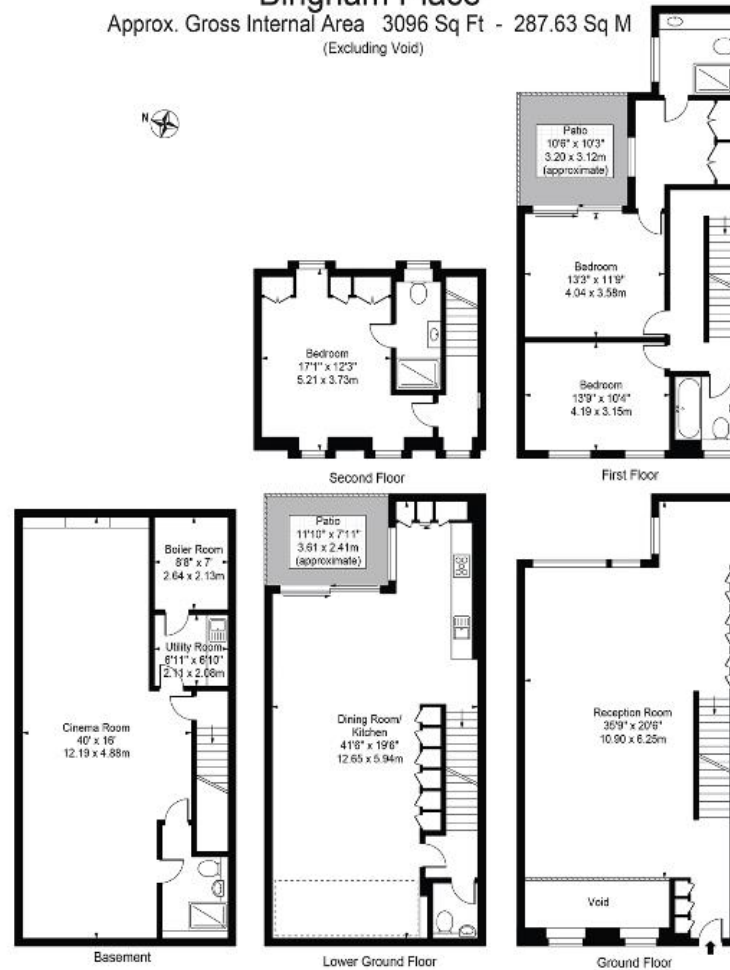 Bingham Place
Approx. Gross Internal Area 3096 Sq Ft - 287.63 Sq M
(Excluding Void)
N
Patio
10'6" x 10'3"
3.20 x 3.12m
(approximate)
Bedroom
13'3" x 11'9"
4.04 x 3.58m
Bedroom
13'9" x 10'4"
4.19 x 3.15m
First Floor
Bedroom
17'1" x 12'3"
5.21 x 3.73m
Second Floor
Boiler Room
8'8" x 7'
2.64 x 2.13m
Utility Room
6'11" x 6'10"
2.11 x 2.08m
Cinema Room
40' x 16'
12.19 x 4.88m
Basement
Patio
11'10" x 7'11"
3.61 x 2.41m
(approximate)
Dining Room/
Kitchen
41'6" x 19'6"
12.65 x 5.94m
Lower Ground Floor
Reception Room
35'9" x 20'6"
10.90 x 6.25m
Void
Ground Floor